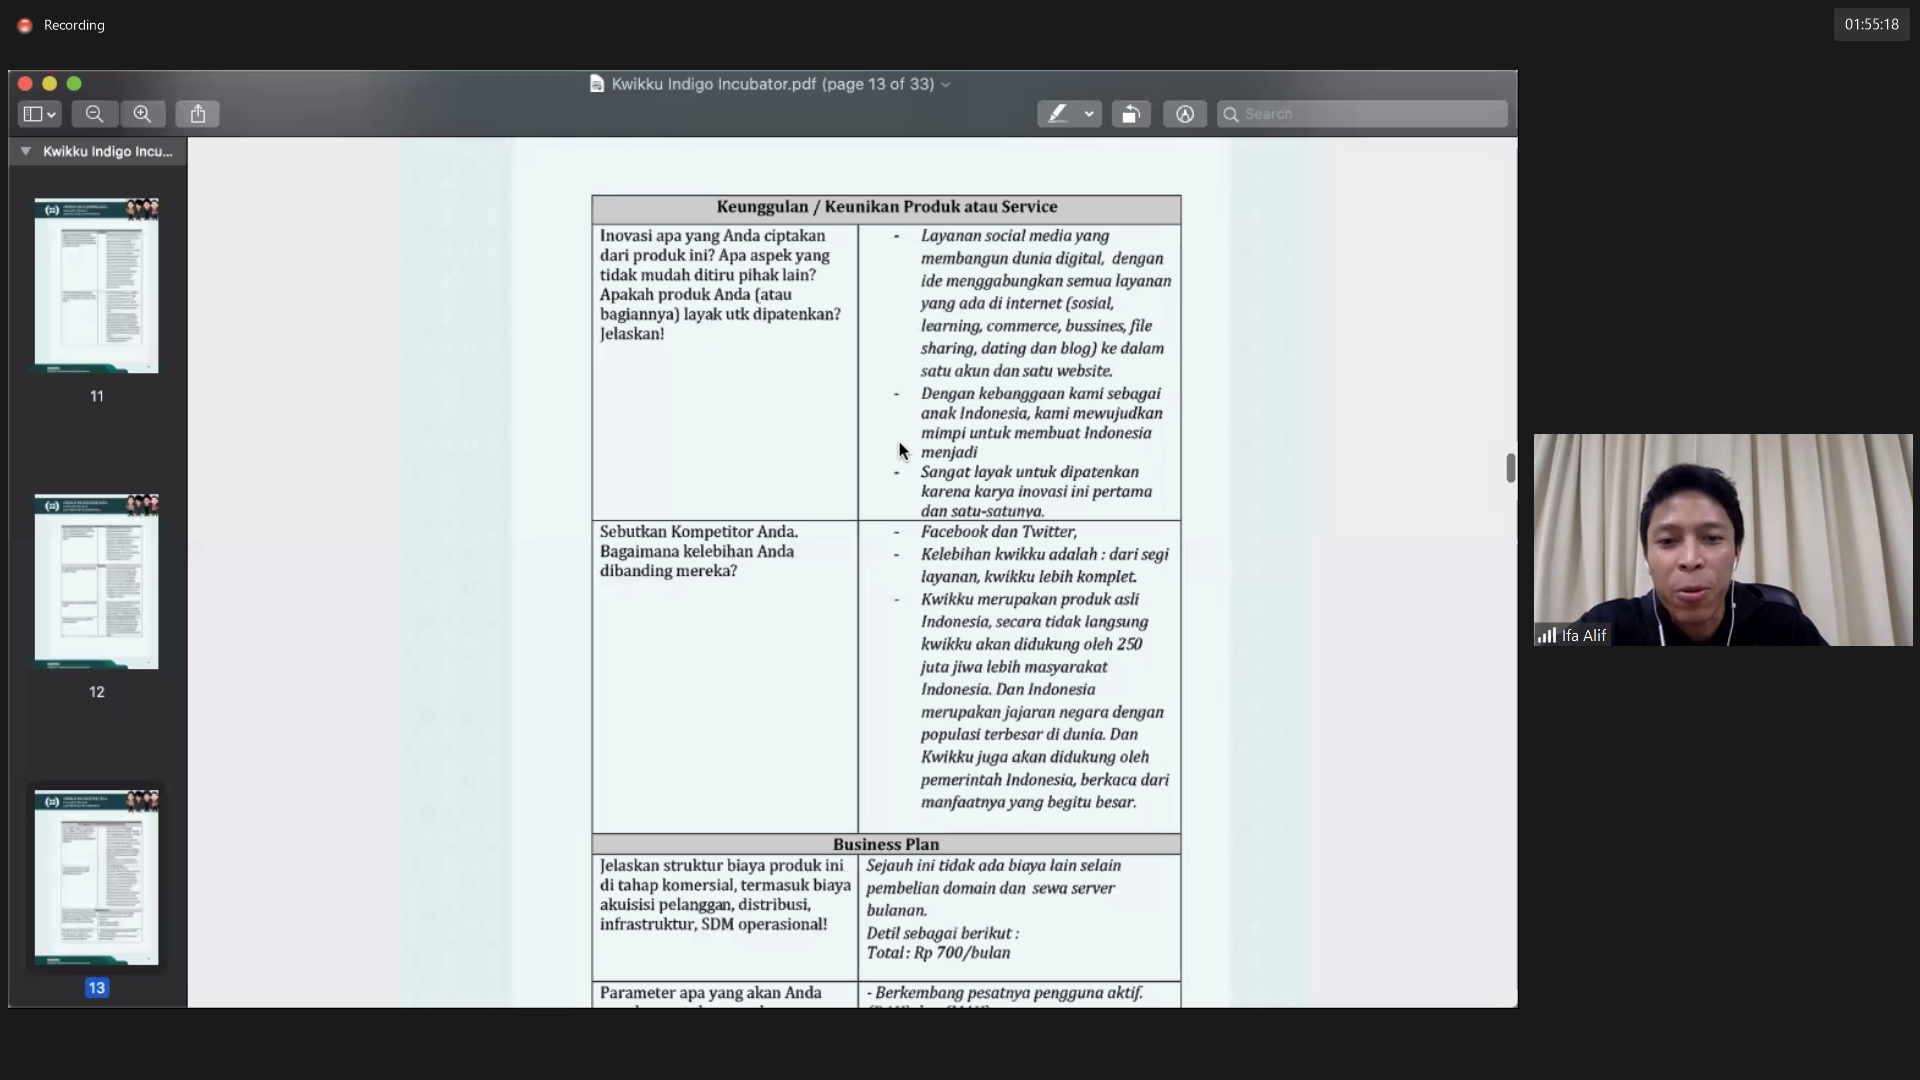 Recording
01:55:18
Kwikku Indigo Incubator.pdf (page 13 of 33)
Search
Kwikku Indigo Incu...
11
12
13
Keunggulan / Keunikan Produk atau Service
Inovasi apa yang Anda ciptakan
dari produk ini? Apa aspek yang
tidak mudah ditiru pihak lain?
Apakah produk Anda (atau
bagiannya) layak utk dipatenkan?
Jelaskan!
- Layanan social media yang
membangun dunia digital, dengan
ide menggabungkan semua layanan
yang ada di internet (sosial,
learning, commerce, bussines, file
sharing, dating dan blog) ke dalam
satu akun dan satu website.
- Dengan kebanggaan kami sebagai
anak Indonesia, kami mewujudkan
mimpi untuk membuat Indonesia
menjadi
- Sangat layak untuk dipatenkan
karena karya inovasi ini pertama
dan satu-satunya.
Sebutkan Kompetitor Anda.
Bagaimana kelebihan Anda
dibanding mereka?
- Facebook dan Twitter,
- Kelebihan kwikku adalah : dari segi
layanan, kwikku lebih komplet.
- Kwikku merupakan produk asli
Indonesia, secara tidak langsung
kwikku akan didukung oleh 250
juta jiwa lebih masyarakat
Indonesia. Dan Indonesia
merupakan jajaran negara dengan
populasi terbesar di dunia. Dan
Kwikku juga akan didukung oleh
pemerintah Indonesia, berkaca dari
manfaatnya yang begitu besar.
Business Plan
Jelaskan struktur biaya produk ini
di tahap komersial, termasuk biaya
akuisisi pelanggan, distribusi,
infrastruktur, SDM operasional!
Sejauh ini tidak ada biaya lain selain
pembelian domain dan sewa server
bulanan.
Detil sebagai berikut :
Total : Rp 700/bulan
Parameter apa yang akan Anda
- Berkembang pesatnya pengguna aktif.
Ifa Alif